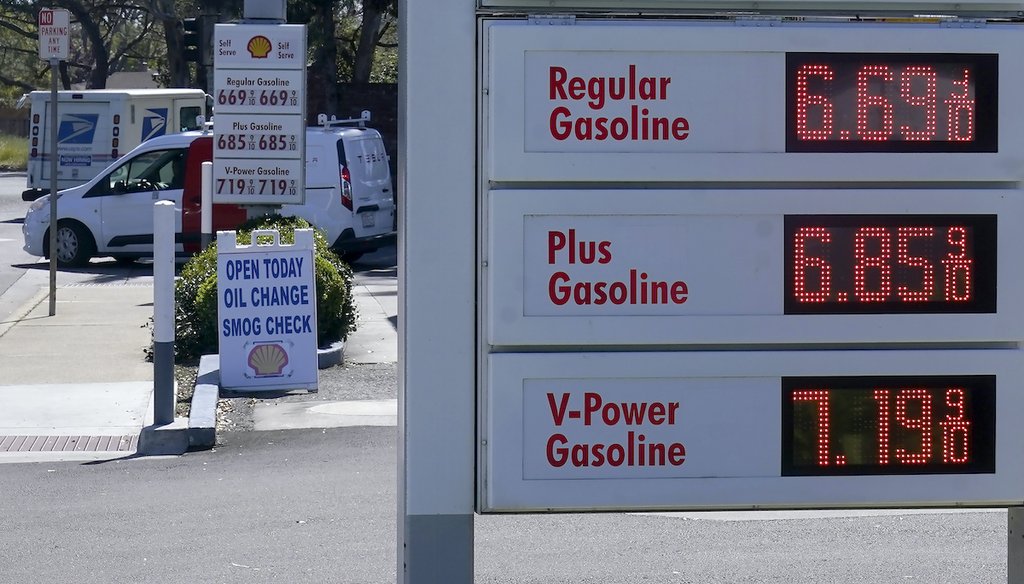 NO
PARKING
ANY
TIME
Self Serve Self Serve
Regular Gasoline
669 9/10 669 9/10
Plus Gasoline
685 9/10 685 9/10
V-Power Gasoline
719 9/10 719 9/10
OPEN TODAY
OIL CHANGE
SMOG CHECK
Regular
Gasoline
6.69
Plus
Gasoline
6.85 9/10
V-Power
Gasoline
7.19 9/10